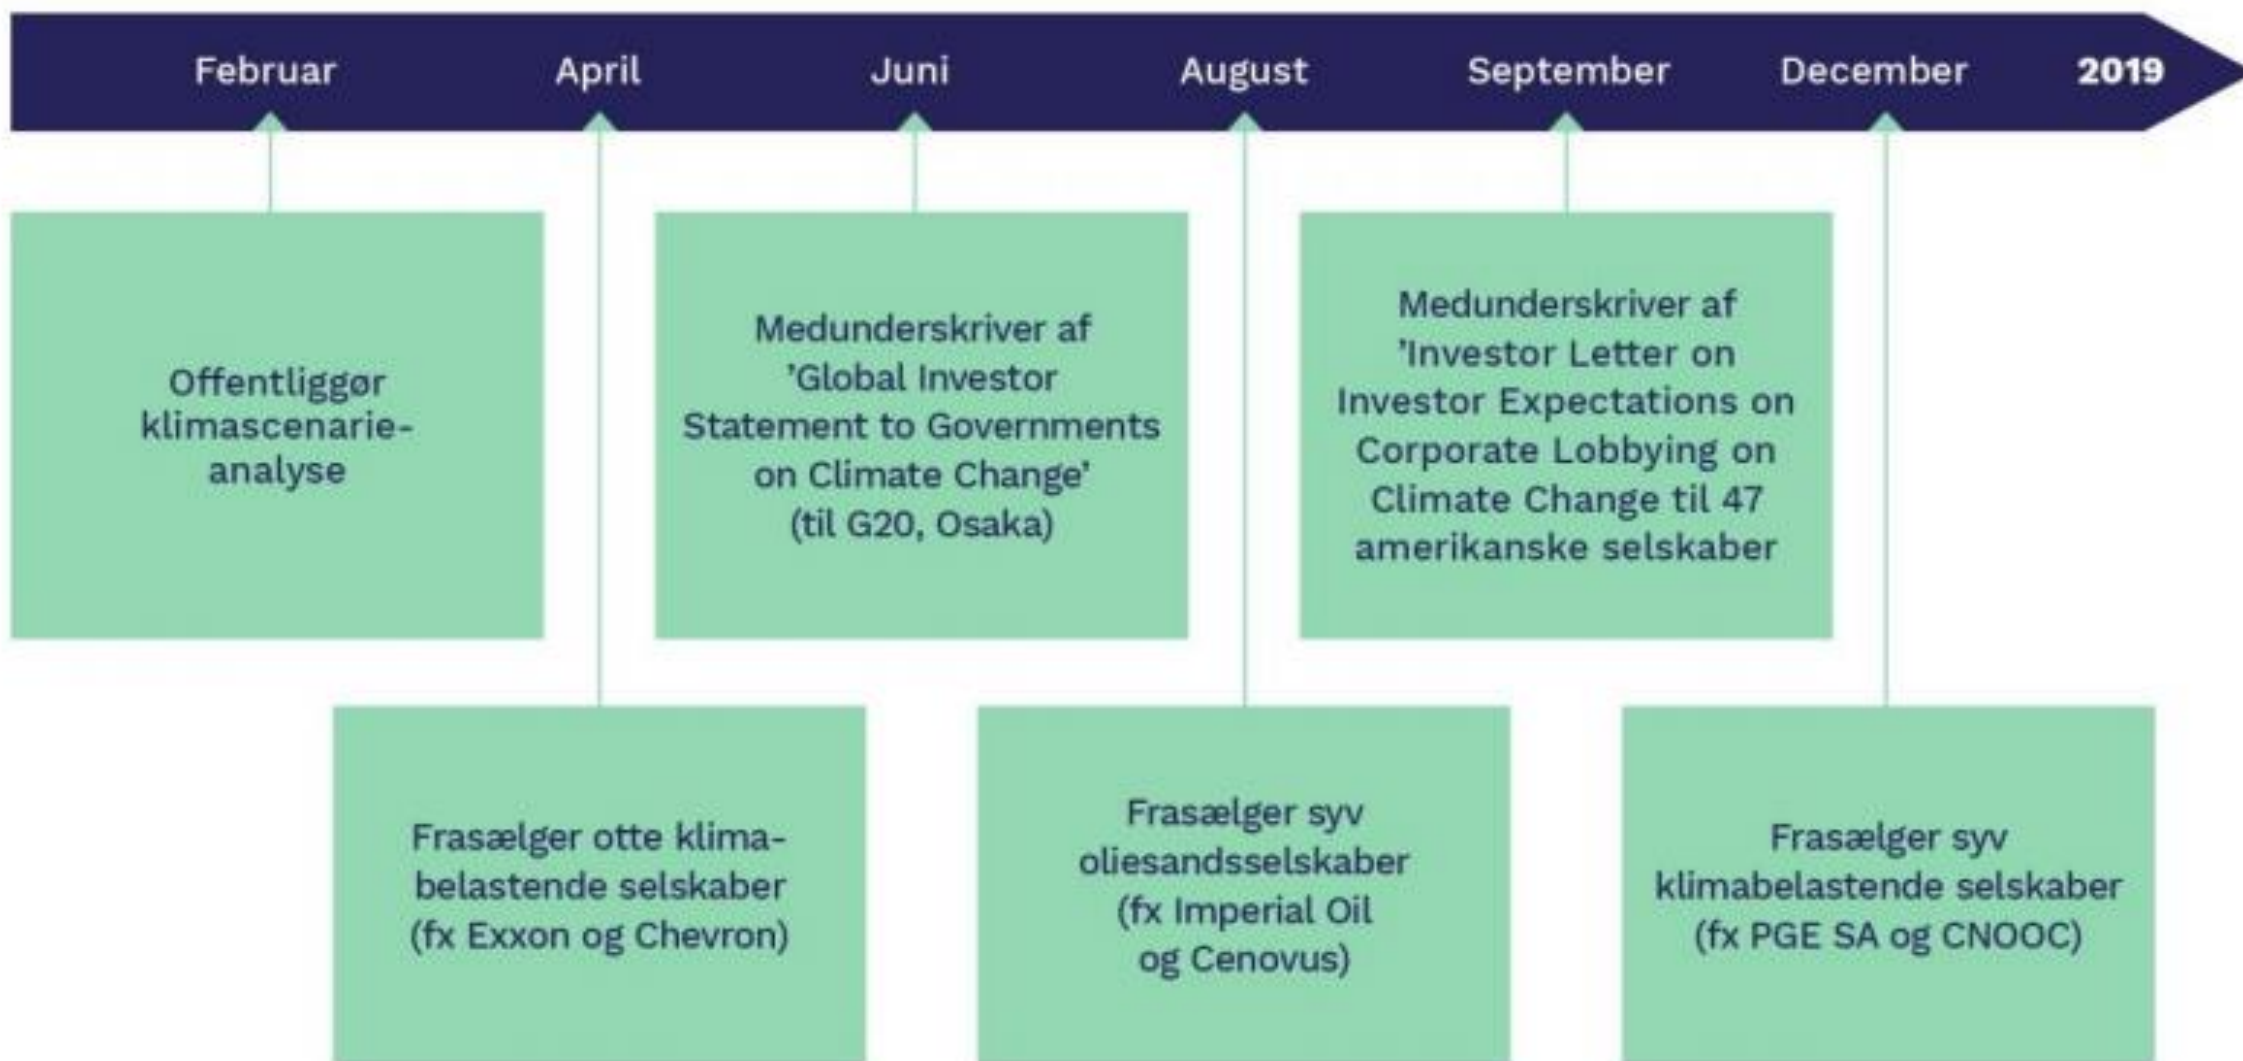 Februar
April
Juni
August
September
December
2019
Offentliggør
klimascenarie-
analyse
Medunderskriver af
’Global Investor
Statement to Governments
on Climate Change’
(til G20, Osaka)
Medunderskriver af
’Investor Letter on
Investor Expectations on
Corporate Lobbying on
Climate Change til 47
amerikanske selskaber
Frasælger otte klima-
belastende selskaber
(fx Exxon og Chevron)
Frasælger syv
oliesandsselskaber
(fx Imperial Oil
og Cenovus)
Frasælger syv
klimabelastende selskaber
(fx PGE SA og CNOOC)